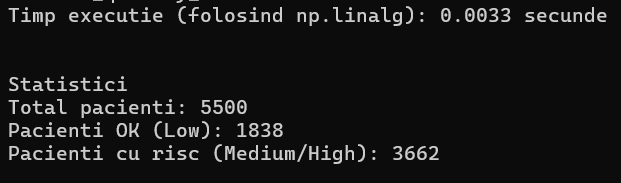 Timp executie (folosind np.linalg): 0.0033 secunde
Statistici
Total pacienti: 5500
Pacienti OK (Low): 1838
Pacienti cu risc (Medium/High): 3662